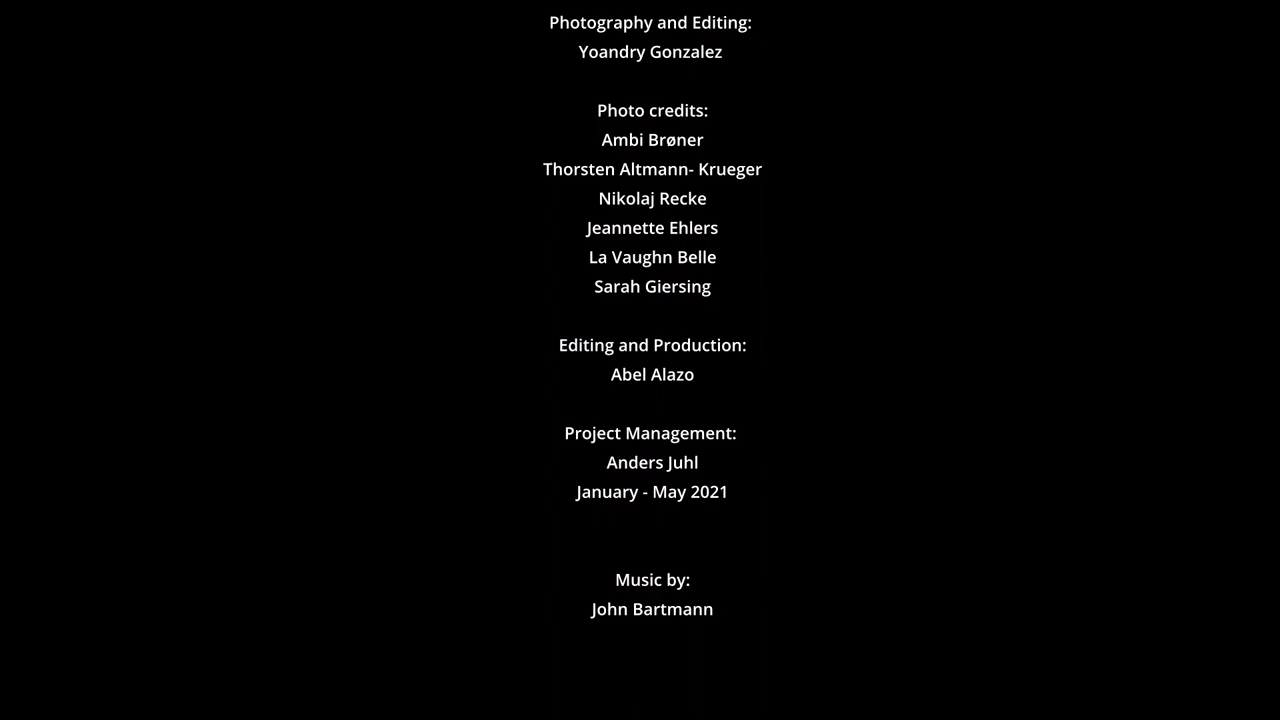 Photography and Editing:
Yoandry Gonzalez
Photo credits:
Ambi Brøner
Thorsten Altmann- Krueger
Nikolaj Recke
Jeannette Ehlers
La Vaughn Belle
Sarah Giersing
Editing and Production:
Abel Alazo
Project Management:
Anders Juhl
January - May 2021
Music by:
John Bartmann